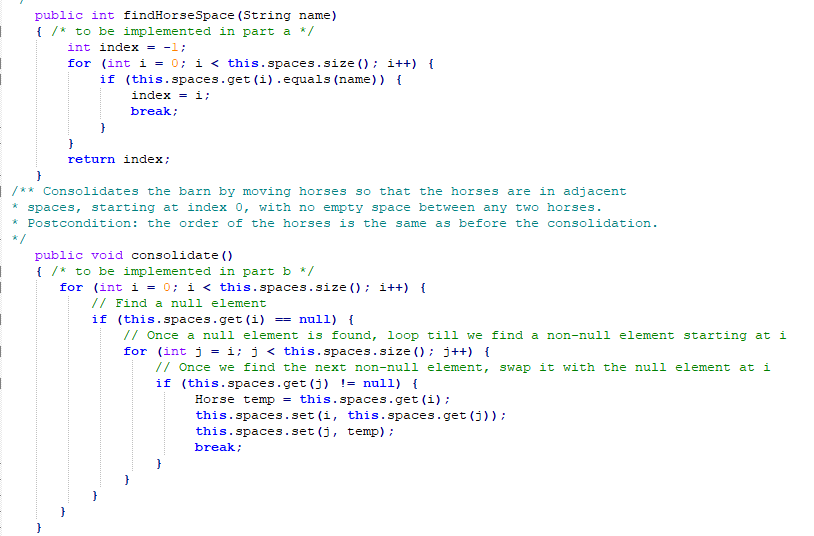 public int findHorseSpace(String name)
{ /* to be implemented in part a */
int index = -1;
for (int i = 0; i < this.spaces.size(); i++) {
if (this.spaces.get(i).equals(name)) {
index = i;
break;
}
}
return index;
}
/** Consolidates the barn by moving horses so that the horses are in adjacent
* spaces, starting at index 0, with no empty space between any two horses.
* Postcondition: the order of the horses is the same as before the consolidation.
*/
public void consolidate()
{ /* to be implemented in part b */
for (int i = 0; i < this.spaces.size(); i++) {
// Find a null element
if (this.spaces.get(i) == null) {
// Once a null element is found, loop till we find a non-null element starting at i
for (int j = i; j < this.spaces.size(); j++) {
// Once we find the next non-null element, swap it with the null element at i
if (this.spaces.get(j) != null) {
Horse temp = this.spaces.get(i);
this.spaces.set(i, this.spaces.get(j));
this.spaces.set(j, temp);
break;
}
}
}
}
}